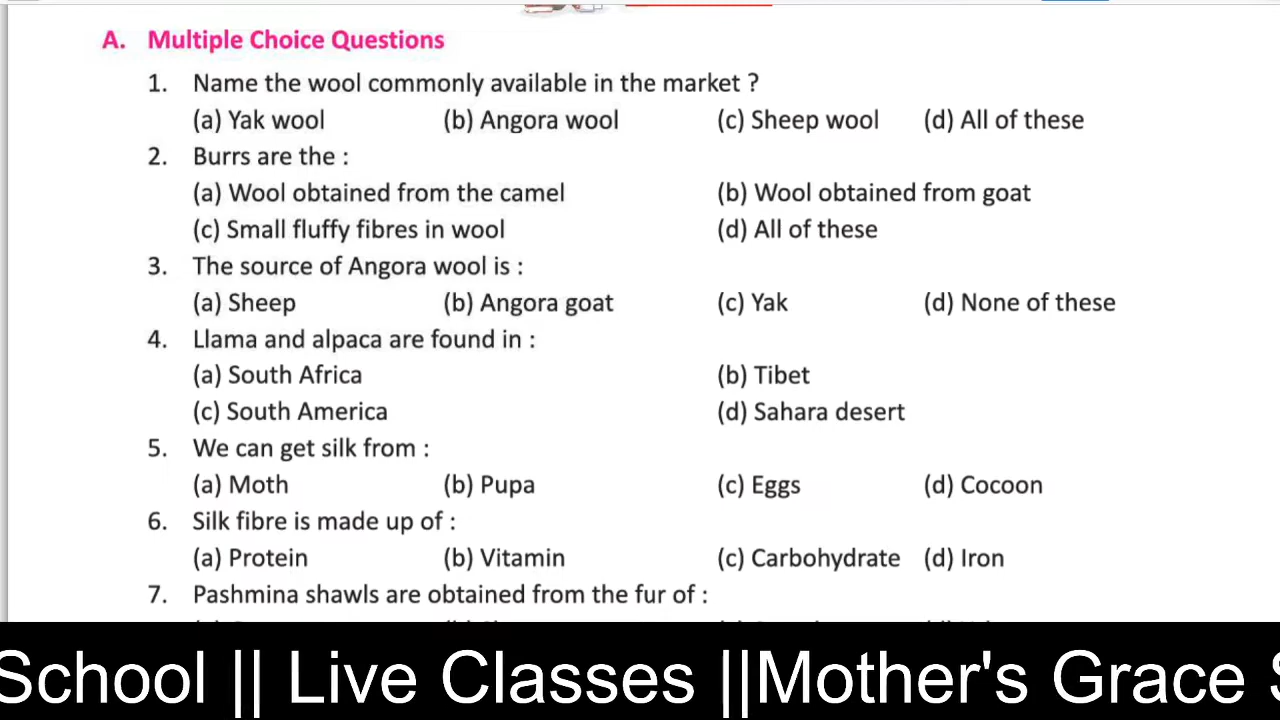 A. Multiple Choice Questions
1. Name the wool commonly available in the market ?
(a) Yak wool (b) Angora wool (c) Sheep wool (d) All of these
2. Burrs are the :
(a) Wool obtained from the camel (b) Wool obtained from goat
(c) Small fluffy fibres in wool (d) All of these
3. The source of Angora wool is :
(a) Sheep (b) Angora goat (c) Yak (d) None of these
4. Llama and alpaca are found in :
(a) South Africa (b) Tibet
(c) South America (d) Sahara desert
5. We can get silk from :
(a) Moth (b) Pupa (c) Eggs (d) Cocoon
6. Silk fibre is made up of :
(a) Protein (b) Vitamin (c) Carbohydrate (d) Iron
7. Pashmina shawls are obtained from the fur of :
School || Live Classes ||Mother's Grace